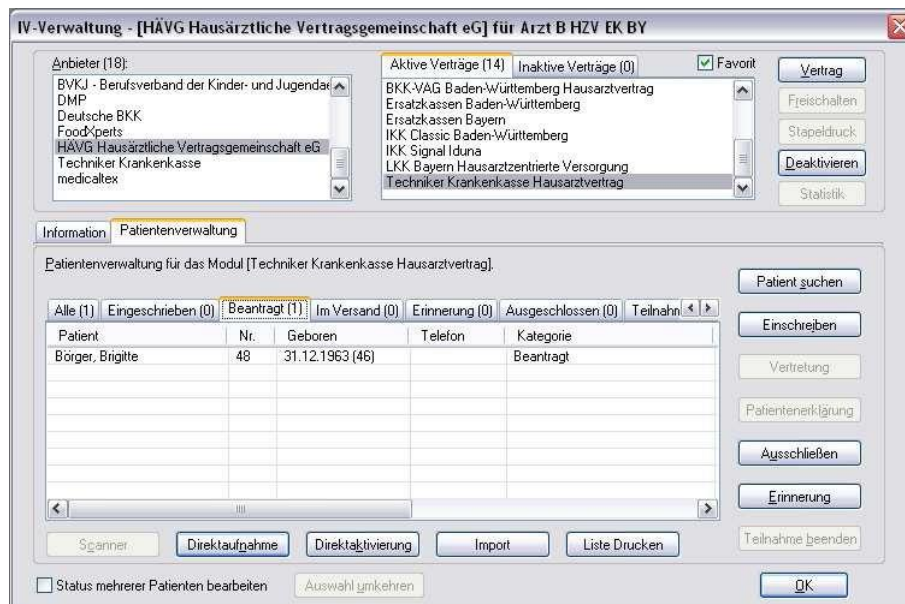 IV-Verwaltung - [HÄVG Hausärztliche Vertragsgemeinschaft eG] für Arzt B HZV EK BY
Anbieter (18):
BVKJ - Berufsverband der Kinder- und Jugendae
DMP
Deutsche BKK
FoodXperts
HÄVG Hausärztliche Vertragsgemeinschaft eG
Techniker Krankenkasse
medicaltex
Aktive Verträge (14) Inaktive Verträge (0)
Favorit
BKK-VAG Baden-Württemberg Hausarztvertrag
Ersatzkassen Baden-Württemberg
Ersatzkassen Bayern
IKK Classic Baden-Württemberg
IKK Signal Iduna
LKK Bayern Hausarztzentrierte Versorgung
Techniker Krankenkasse Hausarztvertrag
Vertrag
Freischalten
Stapeldruck
Deaktivieren
Statistik
Information Patientenverwaltung
Patientenverwaltung für das Modul [Techniker Krankenkasse Hausarztvertrag].
Alle (1) Eingeschrieben (0) Beantragt (1) Im Versand (0) Erinnerung (0) Ausgeschlossen (0) Teilnahm
Patient Nr. Geboren Telefon Kategorie
Börger, Brigitte 48 31.12.1963 (46) Beantragt
Patient suchen
Einschreiben
Vertretung
Patientenerklärung
Ausschließen
Erinnerung
Teilnahme beenden
Scanner Direktaufnahme Direktaktivierung Import Liste Drucken
Status mehrerer Patienten bearbeiten Auswahl umkehren OK